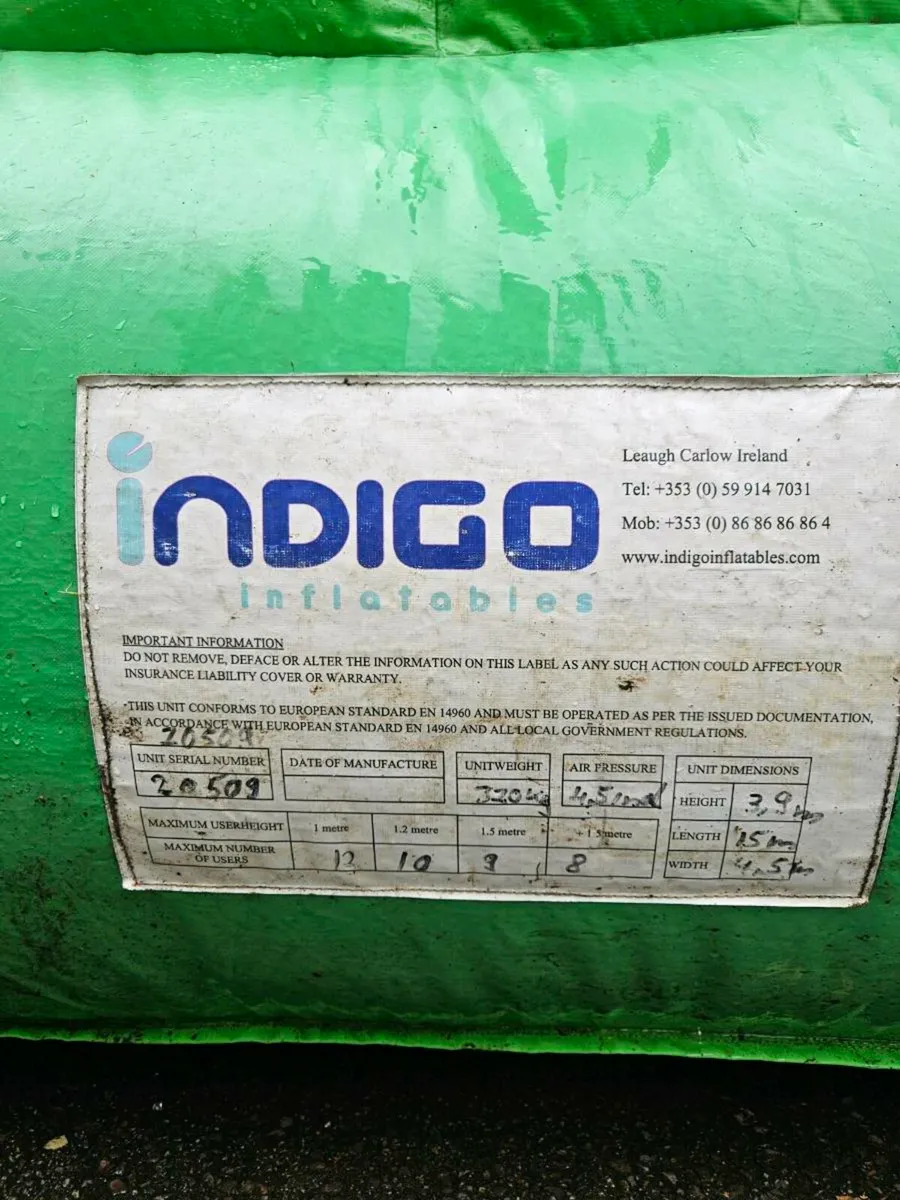 iNDIGO
inflatables
Leaugh Carlow Ireland
Tel: +353 (0) 59 914 7031
Mob: +353 (0) 86 86 86 86 4
www.indigoinflatables.com
IMPORTANT INFORMATION
DO NOT REMOVE, DEFACE OR ALTER THE INFORMATION ON THIS LABEL AS ANY SUCH ACTION COULD AFFECT YOUR
INSURANCE LIABILITY COVER OR WARRANTY.
THIS UNIT CONFORMS TO EUROPEAN STANDARD EN 14960 AND MUST BE OPERATED AS PER THE ISSUED DOCUMENTATION,
IN ACCORDANCE WITH EUROPEAN STANDARD EN 14960 AND ALL LOCAL GOVERNMENT REGULATIONS.
20509
UNIT SERIAL NUMBER DATE OF MANUFACTURE UNITWEIGHT AIR PRESSURE UNIT DIMENSIONS
20509 320kg HEIGHT 3,9m
MAXIMUM USERHEIGHT 1 metre 1.2 metre 1.5 metre + 1.5 metre LENGTH 15m
MAXIMUM NUMBER
OF USERS 12 10 9 8 WIDTH 4,5m